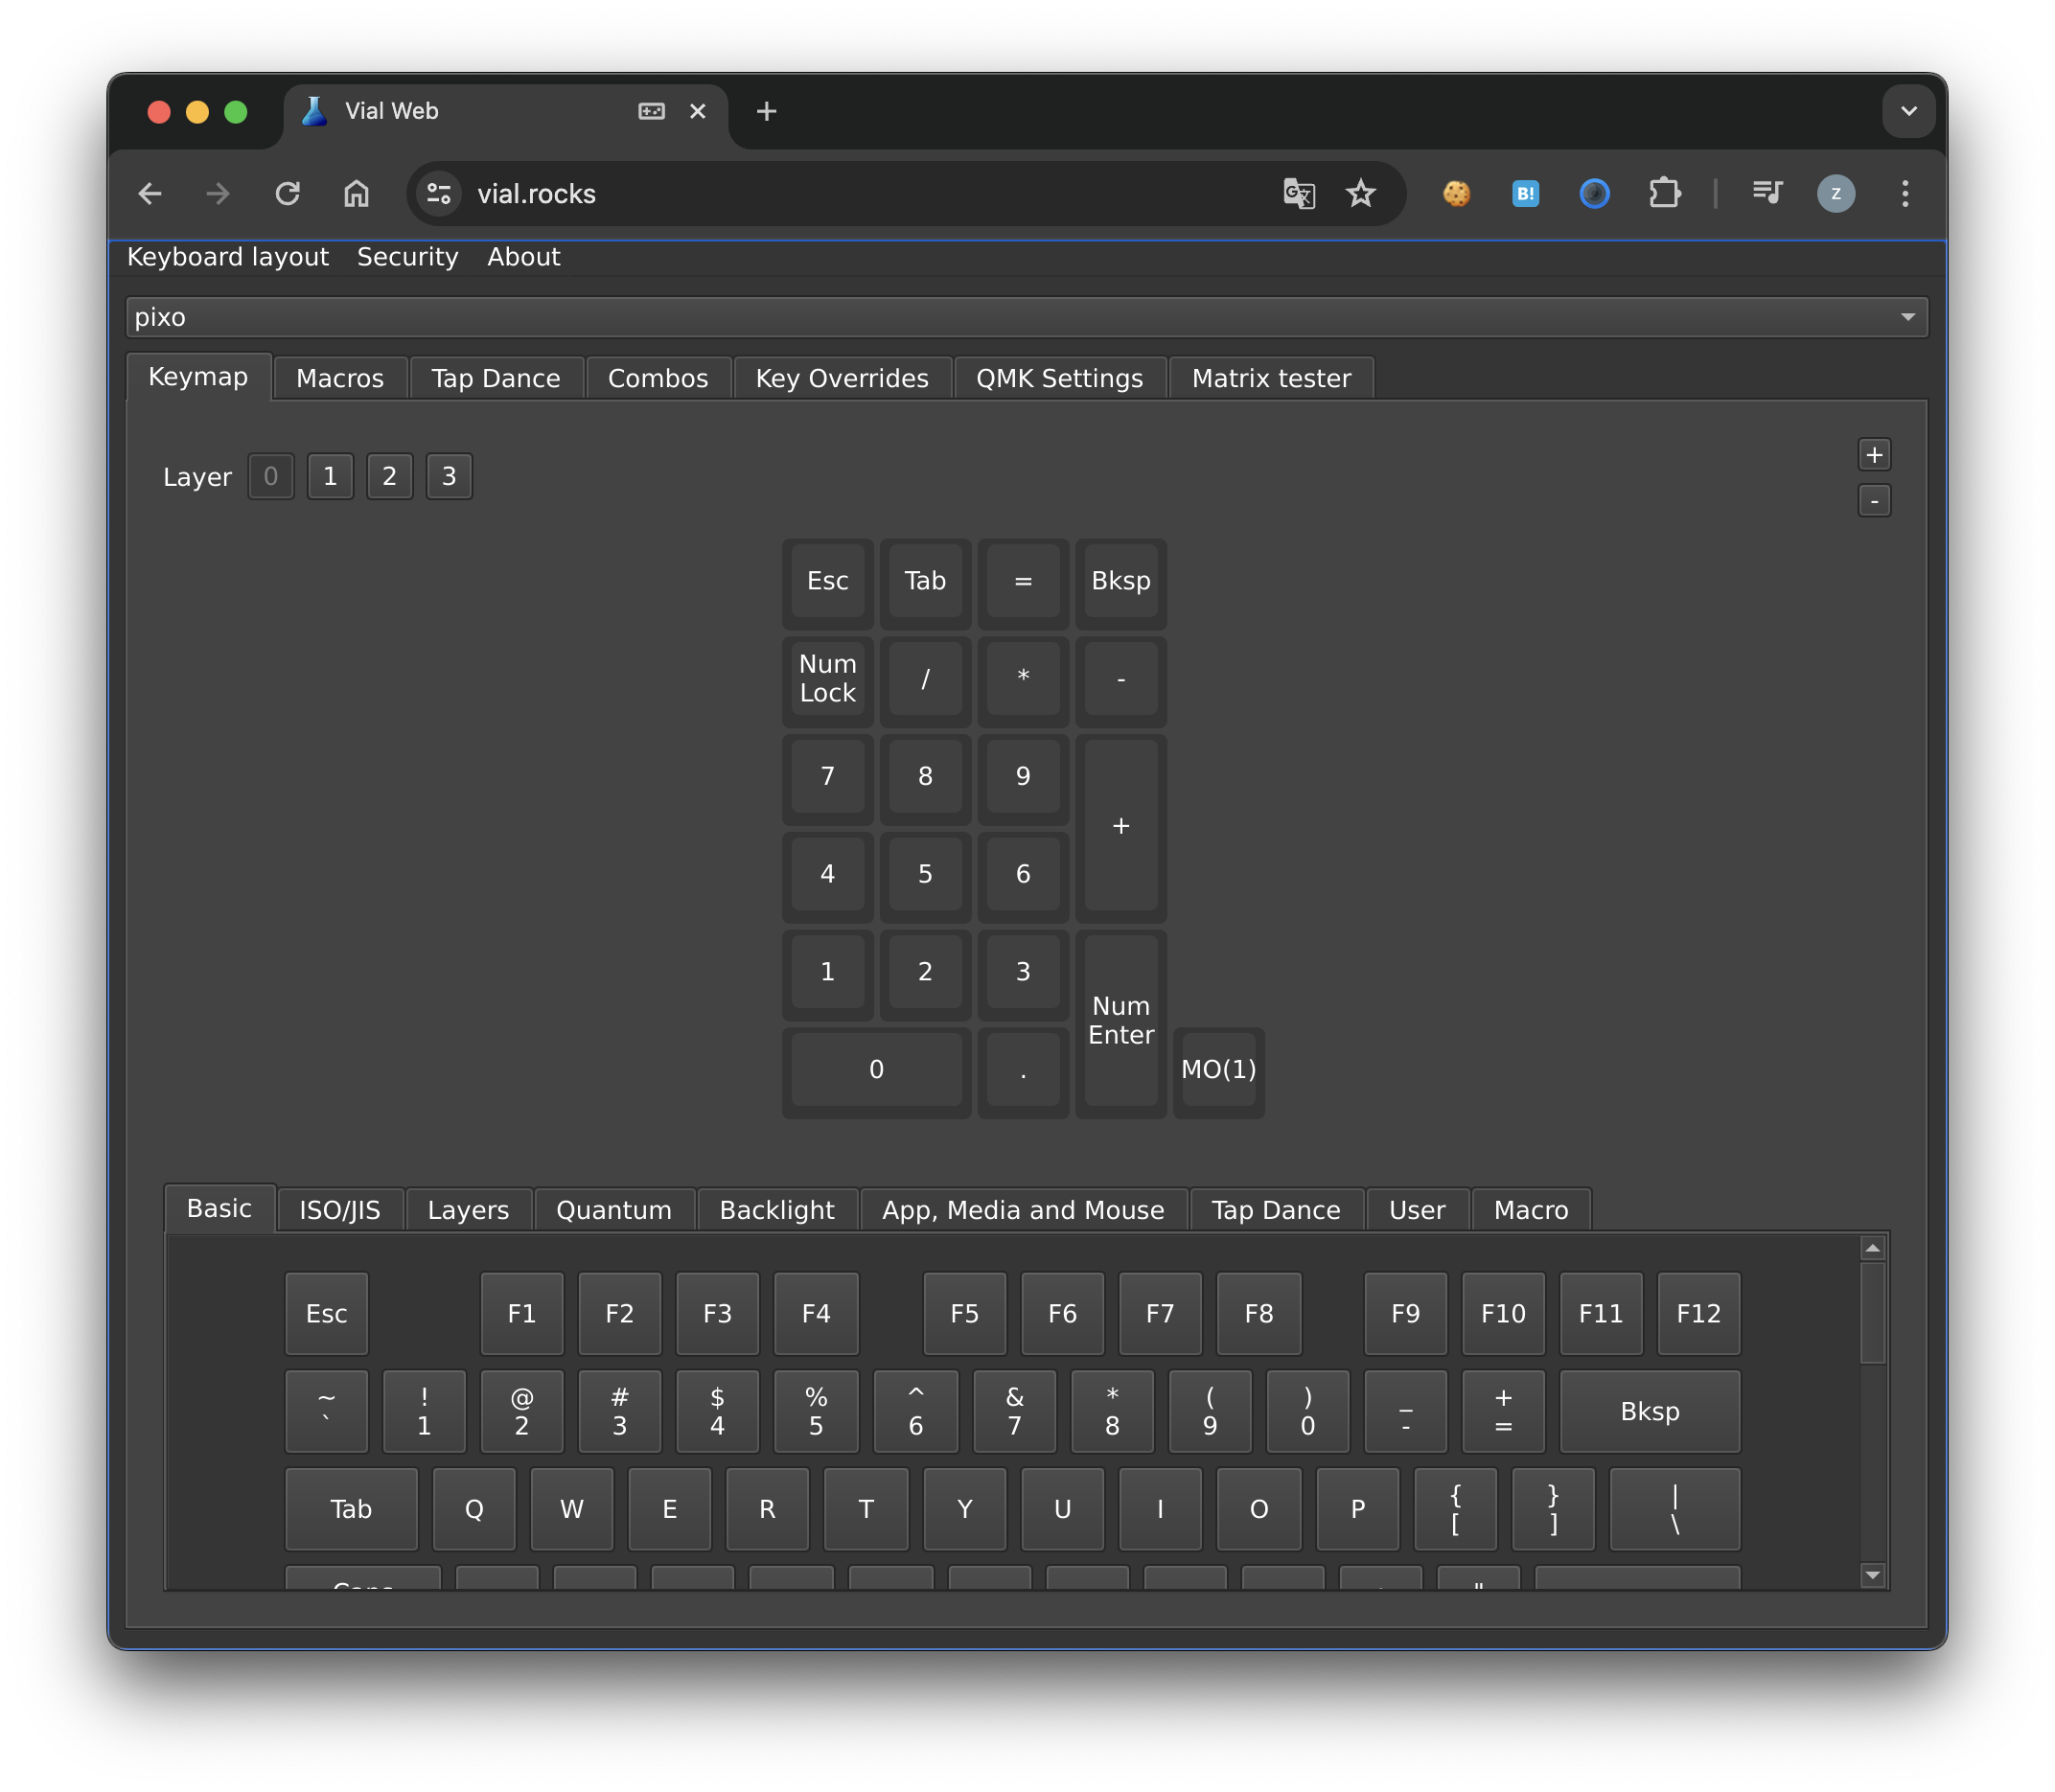 Vial Web
vial.rocks
B!
z
Keyboard layout Security About
pixo
Keymap Macros Tap Dance Combos Key Overrides QMK Settings Matrix tester
Layer 0 1 2 3
+
-
Esc Tab = Bksp
Num Lock / * -
7 8 9
+
4 5 6
1 2 3
Num
Enter
0 . MO(1)
Basic ISO/JIS Layers Quantum Backlight App, Media and Mouse Tap Dance User Macro
Esc F1 F2 F3 F4 F5 F6 F7 F8 F9 F10 F11 F12
~ ! @ # $ % ^ & * ( ) _ +
` 1 2 3 4 5 6 7 8 9 0 - = Bksp
Tab Q W E R T Y U I O P { } |
[ ] \